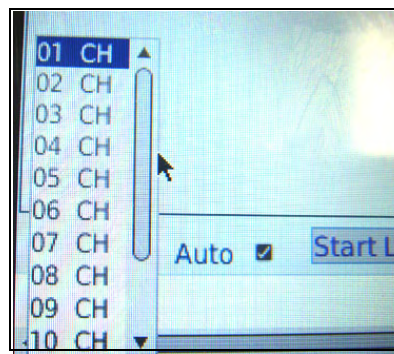 01 CH
02 CH
03 CH
04 CH
05 CH
06 CH
07 CH
Auto
Start L
08 CH
09 CH
10 CH